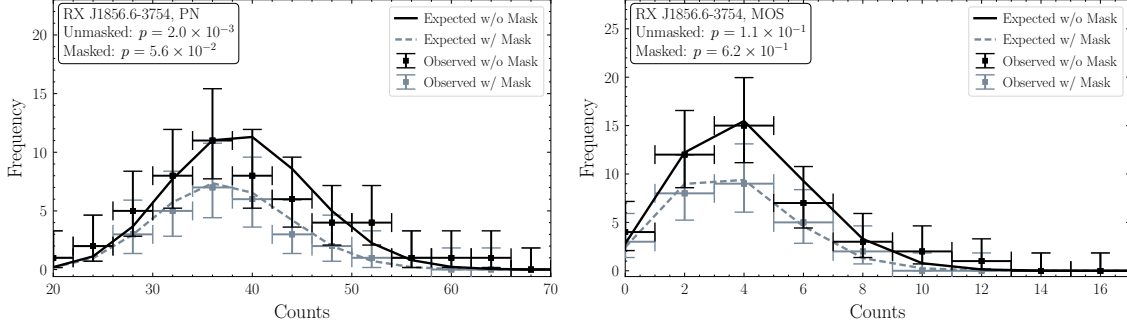 RX J1856.6-3754, PN
Unmasked: p = 2.0 × 10⁻³
Masked: p = 5.6 × 10⁻²
Expected w/o Mask
Expected w/ Mask
Observed w/o Mask
Observed w/ Mask
Frequency
20
15
10
5
0
20 30 40 50 60 70
Counts
RX J1856.6-3754, MOS
Unmasked: p = 1.1 × 10⁻¹
Masked: p = 6.2 × 10⁻¹
Expected w/o Mask
Expected w/ Mask
Observed w/o Mask
Observed w/ Mask
Frequency
25
20
15
10
5
0
0 2 4 6 8 10 12 14 16
Counts